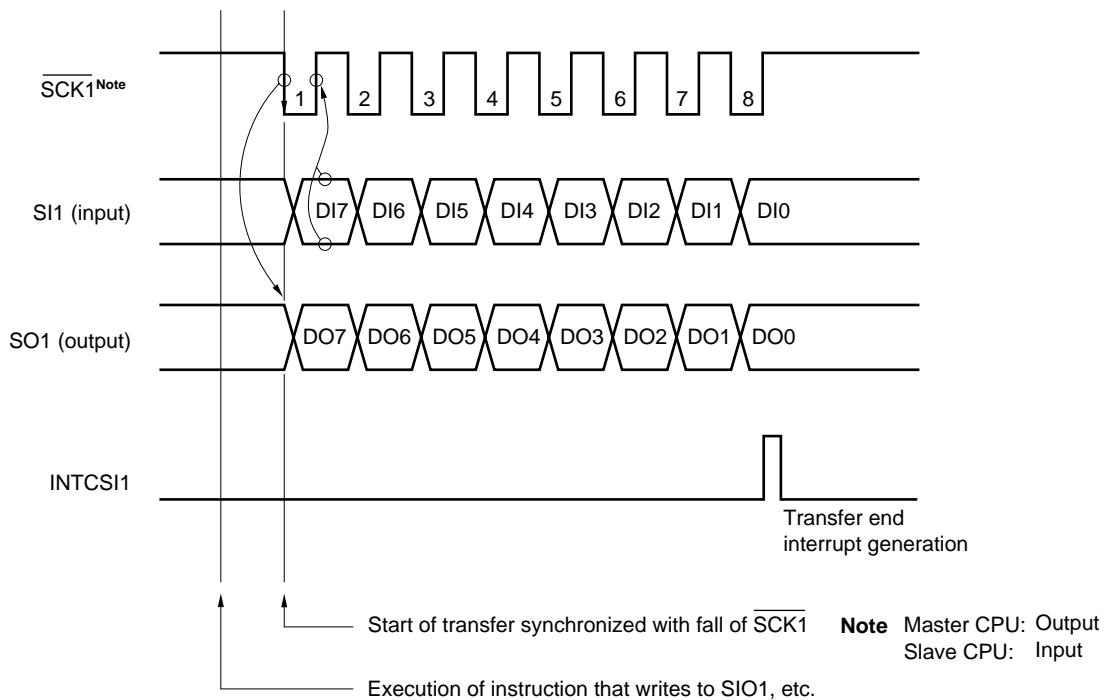 SCK1 Note
1 2 3 4 5 6 7 8
SI1 (input)
DI7 DI6 DI5 DI4 DI3 DI2 DI1 DI0
SO1 (output)
DO7 DO6 DO5 DO4 DO3 DO2 DO1 DO0
INTCSI1
Transfer end
interrupt generation
Start of transfer synchronized with fall of SCK1
Note Master CPU: Output
Slave CPU: Input
Execution of instruction that writes to SIO1, etc.